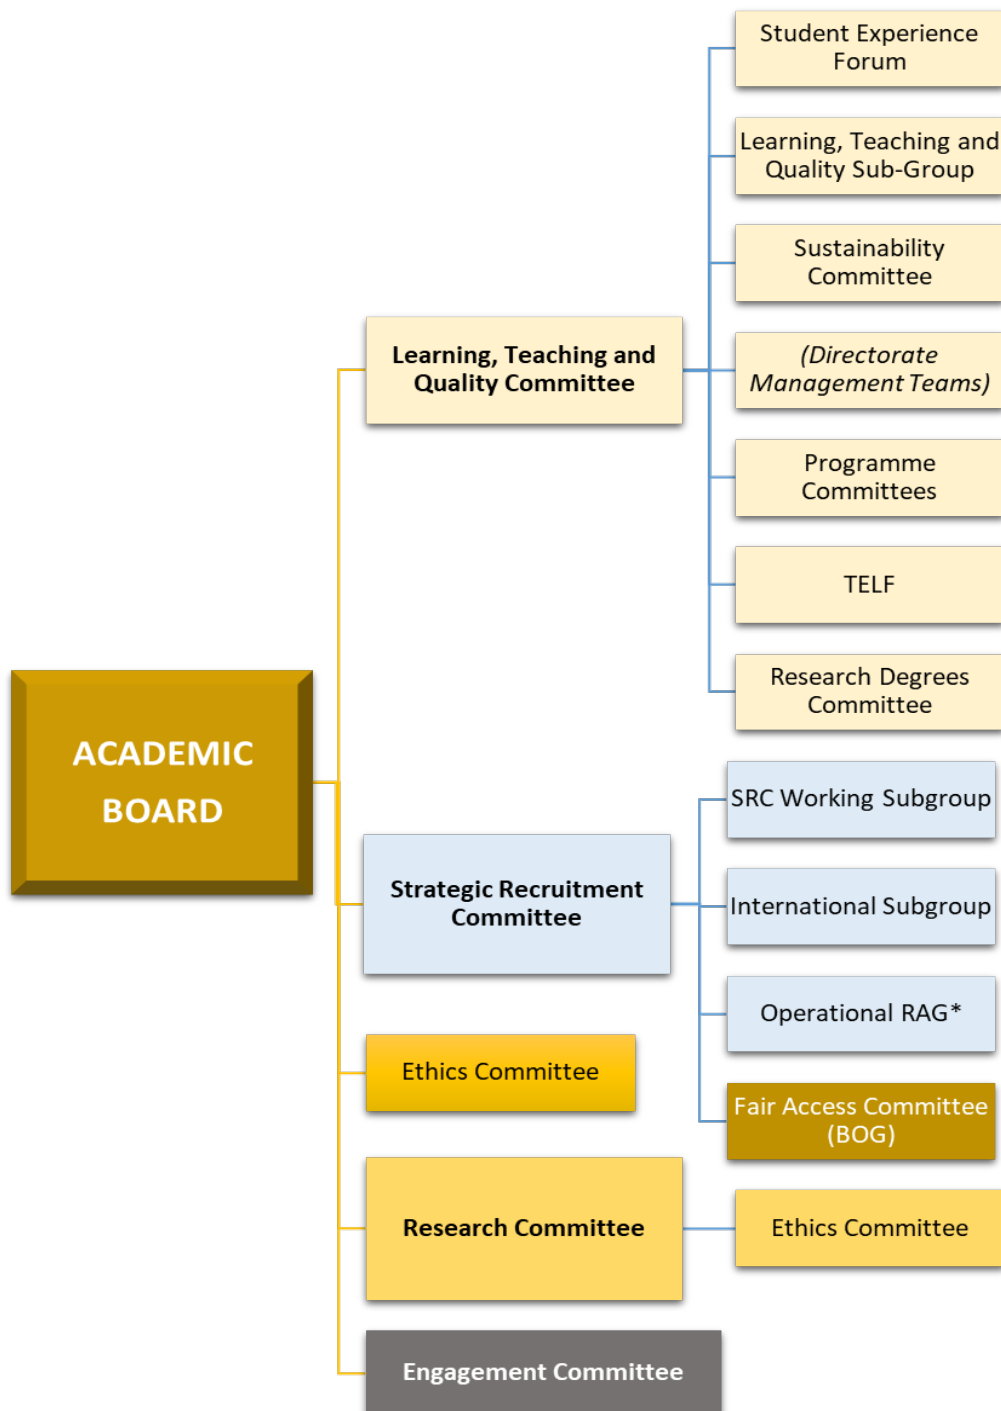 Student Experience
Forum
Learning, Teaching and
Quality Sub-Group
Sustainability
Committee
Learning, Teaching and
Quality Committee
(Directorate
Management Teams)
Programme
Committees
TELF
Research Degrees
Committee
ACADEMIC
BOARD
SRC Working Subgroup
Strategic Recruitment
Committee
International Subgroup
Operational RAG*
Fair Access Committee
(BOG)
Ethics Committee
Research Committee
Ethics Committee
Engagement Committee